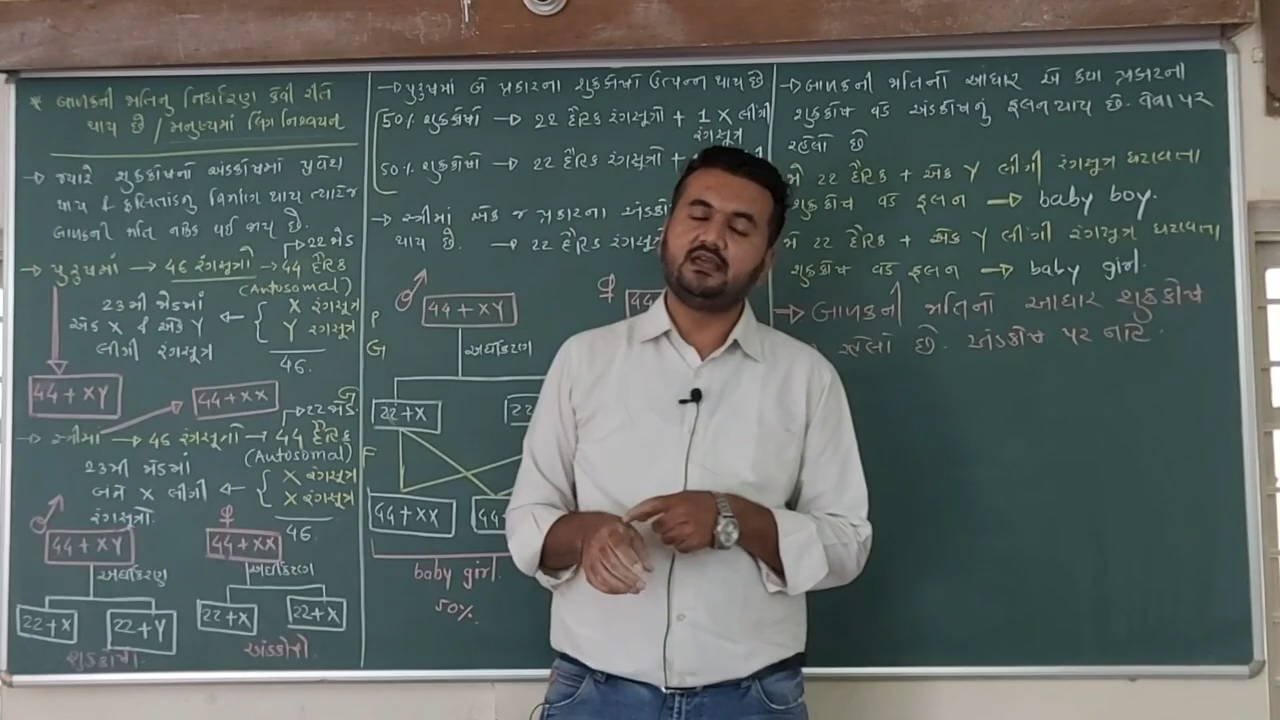 * બાળકની જાતિનું નિર્ધારણ કેવી રીતે
થાય છે / મનુષ્યમાં લિંગ નિશ્ચયન
→ જ્યારે શુક્રકોષનો અંડકોષમાં પ્રવેશ
થાય & ફલિતાંડનું નિર્માણ થાય ત્યારેજ
બાળકની જાતિ નક્કિ થઈ જાય છે.
→ 22 જોડ
→ પુરૂષમાં → 46 રંગસૂત્રો → 44 દૈહિક
(Autosomal)
23મી જોડમાં ← { X રંગસૂત્ર
એક X & એક Y
Y રંગસૂત્ર
લીંગી રંગસૂત્ર
46.
44 + XY
44 + XX
→ 22 જોડ
→ સ્ત્રીમાં → 46 રંગસૂત્રો → 44 દૈહિક
(Autosomal)
23મી જોડમાં
બંને X લીંગી ← { X રંગસૂત્ર
X રંગસૂત્ર
રંગસૂત્રો
46.
♂ ♀
44 + XY
44 + XX
અર્ધીકરણ
અર્ધીકરણ
22 + X
22 + Y
22 + X
22 + X
શુક્રકોષો.
અંડકોષો.
→ પુરૂષમાં બે પ્રકારના શુક્રકોષો ઉત્પન્ન થાય છે
50% શુક્રકોષો → 22 દૈહિક રંગસૂત્રો + 1 X લીંગી
રંગસૂત્ર
50% શુક્રકોષો → 22 દૈહિક રંગસૂત્રો +
→ સ્ત્રીમાં એક જ પ્રકારના
થાય છે. → 22 દૈહિક
♂ ♀
P
44 + XY
44
G
અર્ધીકરણ
22 + X
22
F
44 + XX
44
baby girl.
50%
→ બાળકની જાતિનો આધાર એ કયા પ્રકારના
શુક્રકોષ વડે અંડકોષનું ફલન થાય છે. તેના પર
રહેલો છે
જો 22 દૈહિક + એક Y લીંગી રંગસૂત્ર ધરાવતા
શુક્રકોષ વડે ફલન → baby boy.
જો 22 દૈહિક + એક Y લીંગી રંગસૂત્ર ધરાવતા
શુક્રકોષ વડે ફલન → baby girl.
→ બાળકની જાતિનો આધાર શુક્રકોષ
રહેલો છે. અંડકોષ પર નહિ.